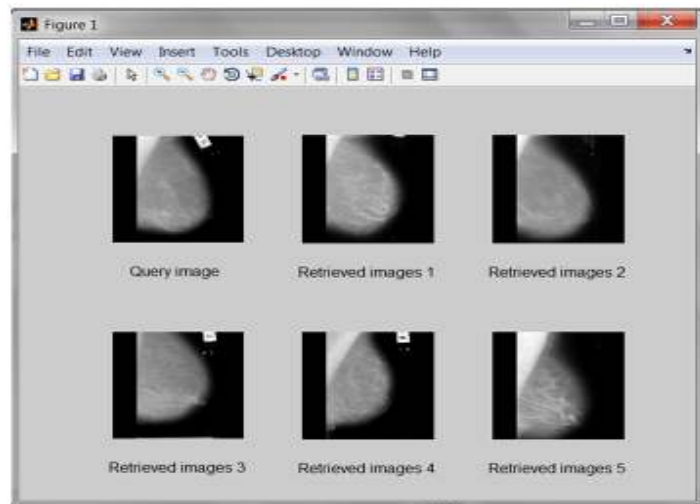 Figure 1
File Edit View Insert Tools Desktop Window Help
Query image Retrieved images 1 Retrieved images 2
Retrieved images 3 Retrieved images 4 Retrieved images 5